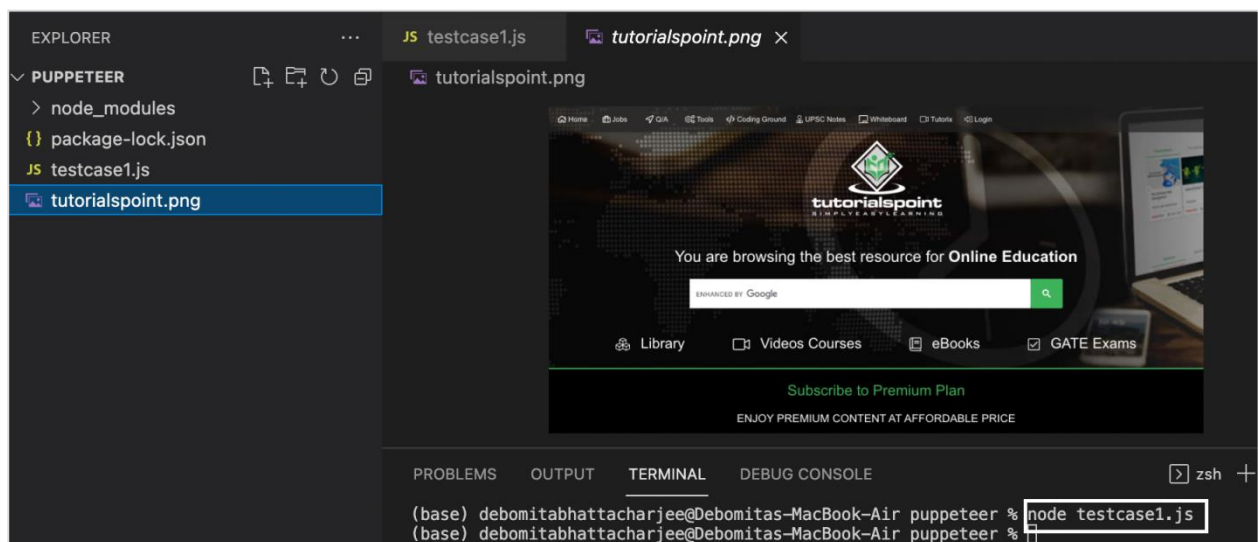 EXPLORER ...
JS testcase1.js tutorialspoint.png ×
PUPPETEER
tutorialspoint.png
node_modules
{} package-lock.json
JS testcase1.js
tutorialspoint.png
Home Jobs Q/A Tools Coding Ground UPSC Notes Whiteboard Tutorix Login
tutorialspoint
SIMPLYEASYLEARNING
You are browsing the best resource for Online Education
ENHANCED BY Google
Library Videos Courses eBooks GATE Exams
Subscribe to Premium Plan
ENJOY PREMIUM CONTENT AT AFFORDABLE PRICE
PROBLEMS OUTPUT TERMINAL DEBUG CONSOLE zsh
(base) debomitabhattacharjee@Debomitas-MacBook-Air puppeteer % node testcase1.js
(base) debomitabhattacharjee@Debomitas-MacBook-Air puppeteer %